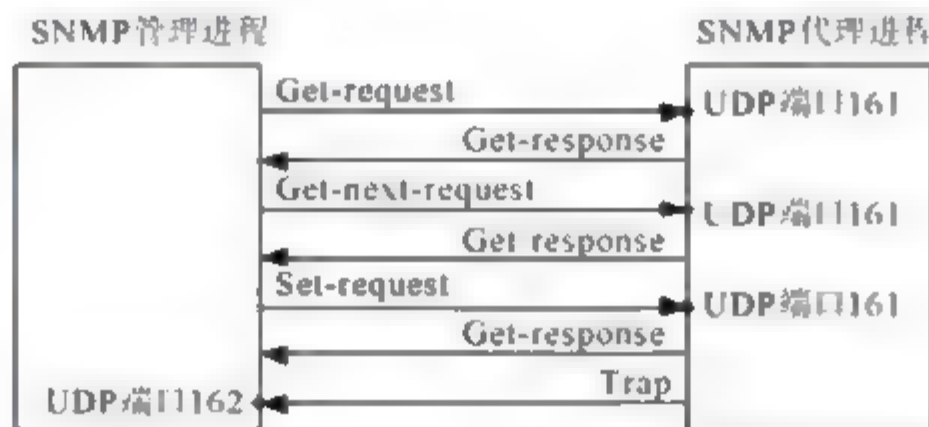 SNMP管理进程
SNMP代理进程
Get-request
UDP端口161
Get-response
Get-next-request
UDP端口161
Get response
Set-request
UDP端口161
Get-response
Trap
UDP端口162